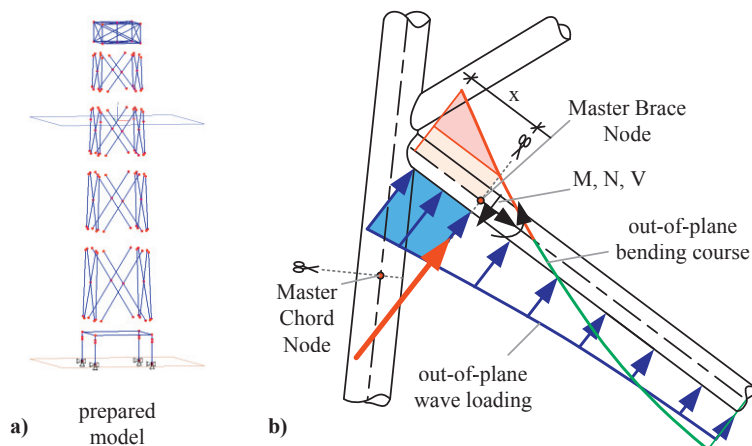 a)
prepared
model
b)
x
Master Brace
Node
M, N, V
out-of-plane
bending course
Master
Chord
Node
out-of-plane
wave loading